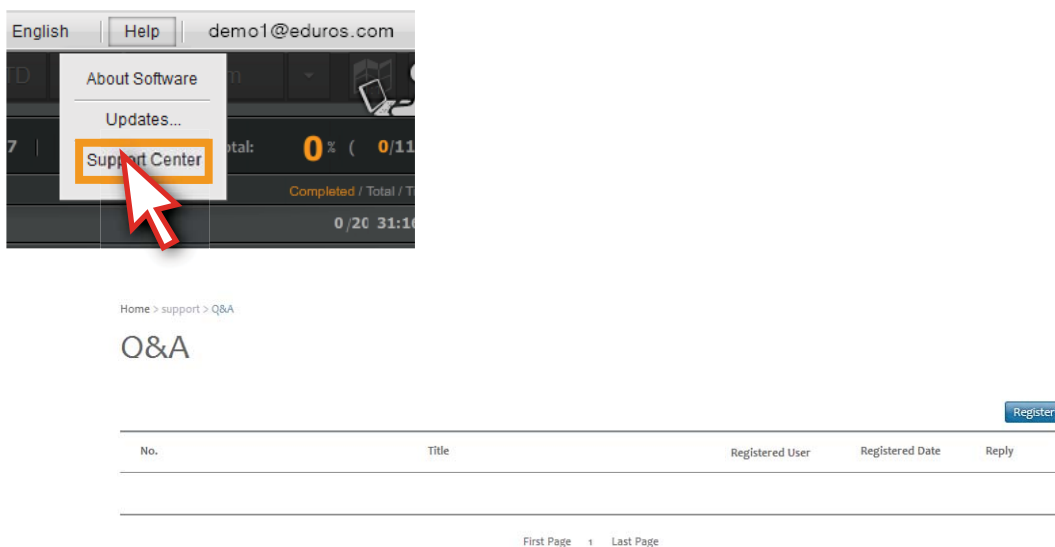 English Help demo1@eduros.com
About Software
Updates...
Support Center
0 % ( 0/11
Completed / Total /
0/20 31:16
Home > support > Q&A
Q&A
Register
No. Title Registered User Registered Date Reply
First Page 1 Last Page